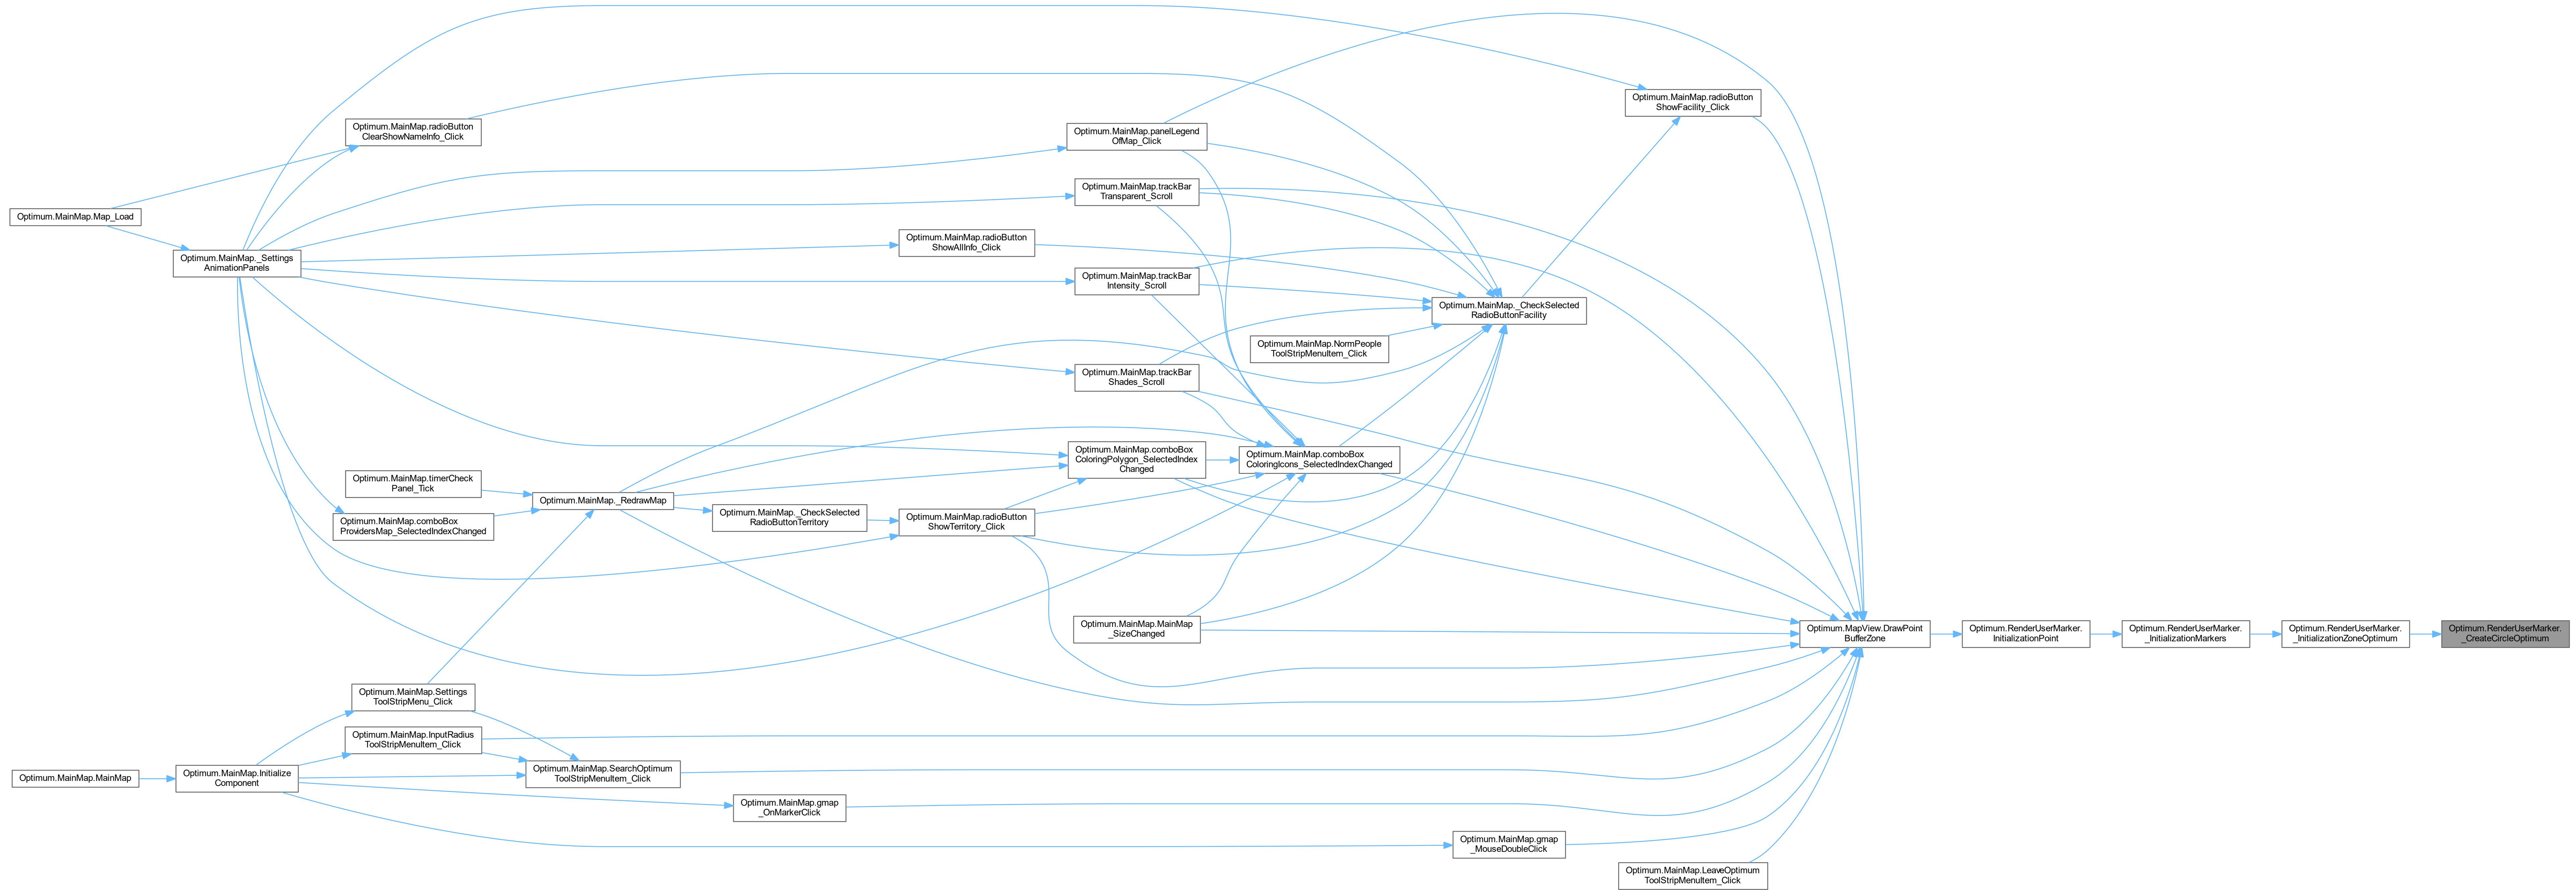 Optimum.MainMap.radioButton
ShowFacility_Click
Optimum.MainMap.radioButton
ClearShowNameInfo_Click
Optimum.MainMap.panelLegend
OfMap_Click
Optimum.MainMap.trackBar
Transparent_Scroll
Optimum.MainMap.Map_Load
Optimum.MainMap.radioButton
ShowAllInfo_Click
Optimum.MainMap._Settings
AnimationPanels
Optimum.MainMap.trackBar
Intensity_Scroll
Optimum.MainMap._CheckSelected
RadioButtonFacility
Optimum.MainMap.NormPeople
ToolStripMenuItem_Click
Optimum.MainMap.trackBar
Shades_Scroll
Optimum.MainMap.comboBox
ColoringPolygon_SelectedIndex
Changed
Optimum.MainMap.comboBox
ColoringIcons_SelectedIndexChanged
Optimum.MainMap.timerCheck
Panel_Tick
Optimum.MainMap._RedrawMap
Optimum.MainMap.comboBox
ProvidersMap_SelectedIndexChanged
Optimum.MainMap._CheckSelected
RadioButtonTerritory
Optimum.MainMap.radioButton
ShowTerritory_Click
Optimum.MainMap.MainMap
_SizeChanged
Optimum.MapView.DrawPoint
BufferZone
Optimum.RenderUserMarker.
InitializationPoint
Optimum.RenderUserMarker.
_InitializationMarkers
Optimum.RenderUserMarker.
_InitializationZoneOptimum
Optimum.RenderUserMarker.
_CreateCircleOptimum
Optimum.MainMap.Settings
ToolStripMenu_Click
Optimum.MainMap.InputRadius
ToolStripMenuItem_Click
Optimum.MainMap.MainMap
Optimum.MainMap.Initialize
Component
Optimum.MainMap.SearchOptimum
ToolStripMenuItem_Click
Optimum.MainMap.gmap
_OnMarkerClick
Optimum.MainMap.gmap
_MouseDoubleClick
Optimum.MainMap.LeaveOptimum
ToolStripMenuItem_Click